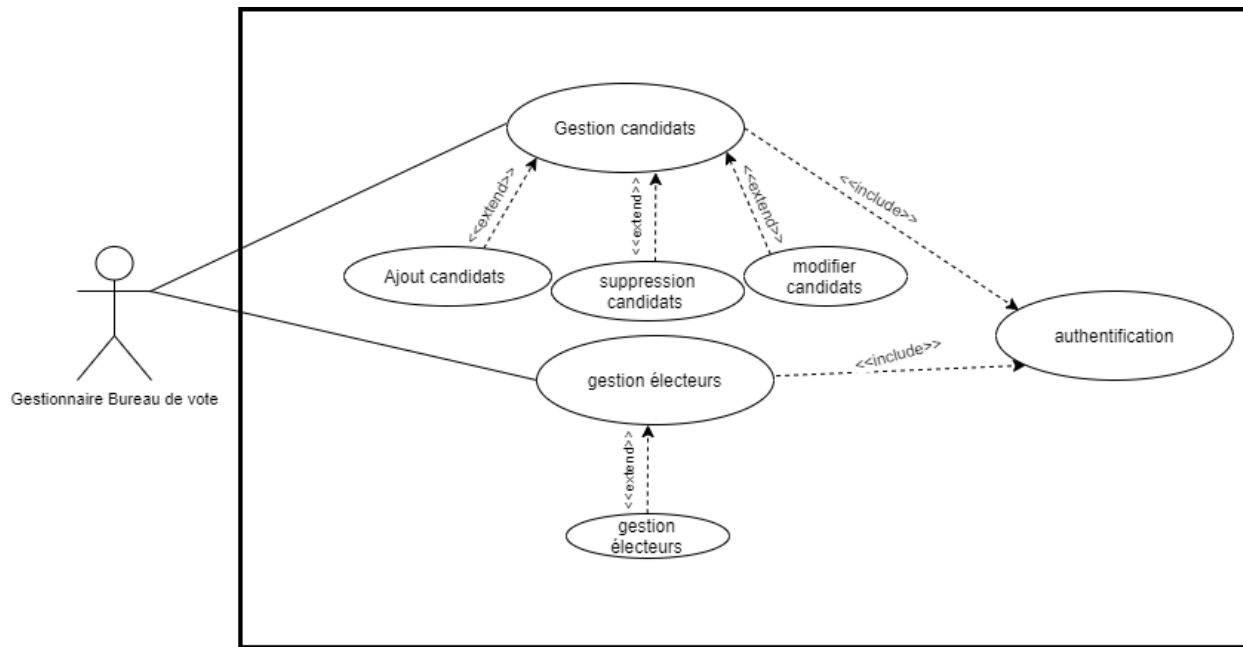 Gestion candidats
<<extend>>
<<extend>>
<<extend>>
<<include>>
Ajout candidats
suppression
candidats
modifier
candidats
authentification
<<include>>
gestion électeurs
Gestionnaire Bureau de vote
<<extend>>
gestion
électeurs